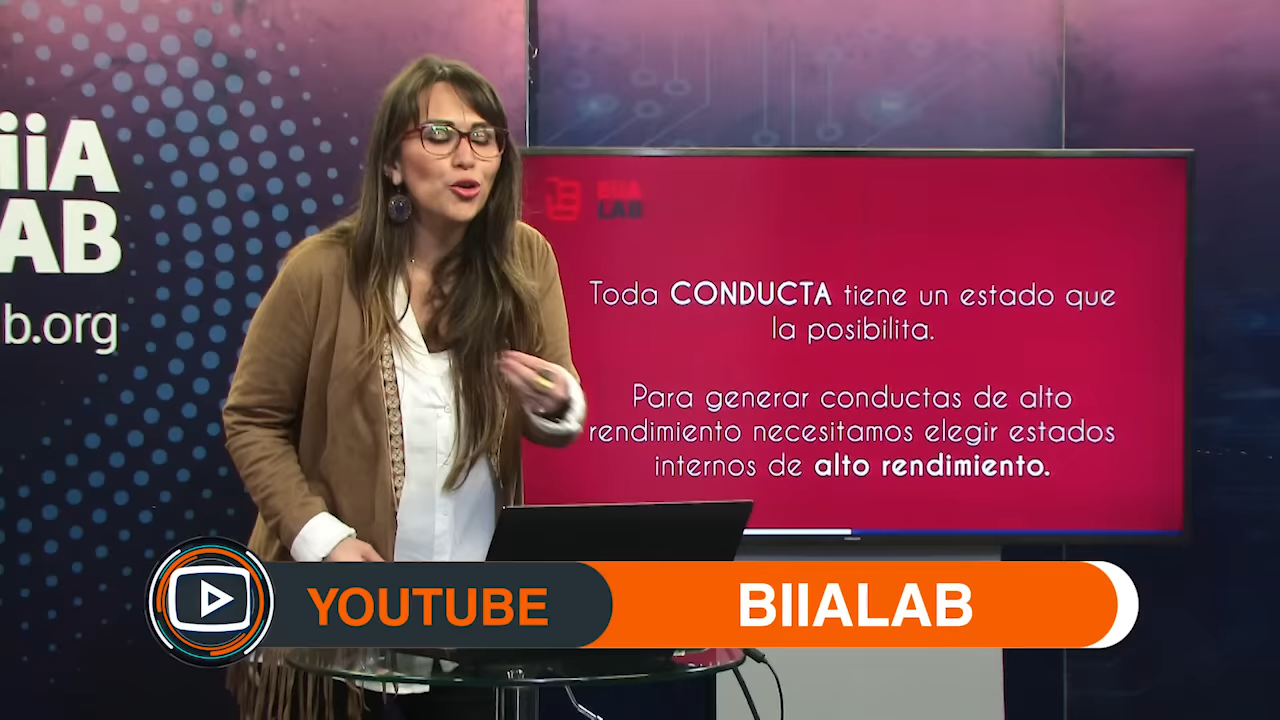 iiA
AB
b.org
BIIA
LAB
Toda CONDUCTA tiene un estado que
la posibilita.
Para generar conductas de alto
rendimiento necesitamos elegir estados
internos de alto rendimiento.
YOUTUBE
BIIALAB